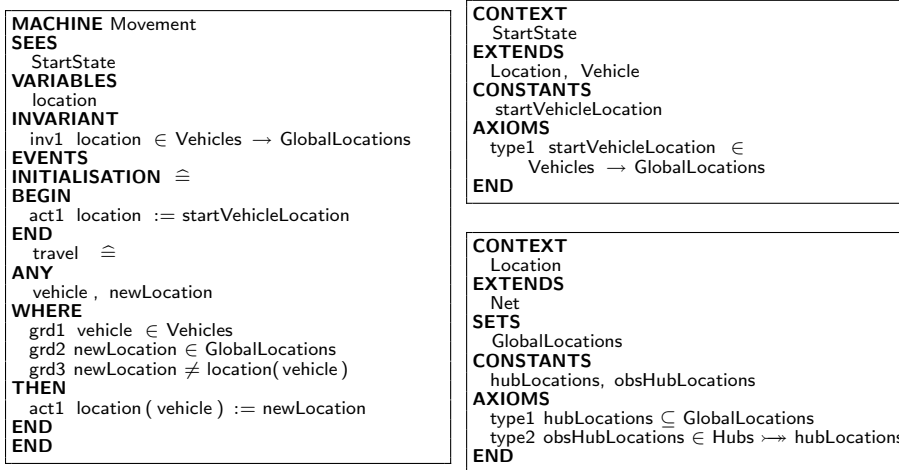 MACHINE Movement
SEES
StartState
VARIABLES
location
INVARIANT
inv1 location ∈ Vehicles → GlobalLocations
EVENTS
INITIALISATION ≙
BEGIN
act1 location := startVehicleLocation
END
travel ≙
ANY
vehicle , newLocation
WHERE
grd1 vehicle ∈ Vehicles
grd2 newLocation ∈ GlobalLocations
grd3 newLocation ≠ location( vehicle )
THEN
act1 location ( vehicle ) := newLocation
END
END
CONTEXT
StartState
EXTENDS
Location, Vehicle
CONSTANTS
startVehicleLocation
AXIOMS
type1 startVehicleLocation ∈
Vehicles → GlobalLocations
END
CONTEXT
Location
EXTENDS
Net
SETS
GlobalLocations
CONSTANTS
hubLocations, obsHubLocations
AXIOMS
type1 hubLocations ⊆ GlobalLocations
type2 obsHubLocations ∈ Hubs ⤖ hubLocations
END